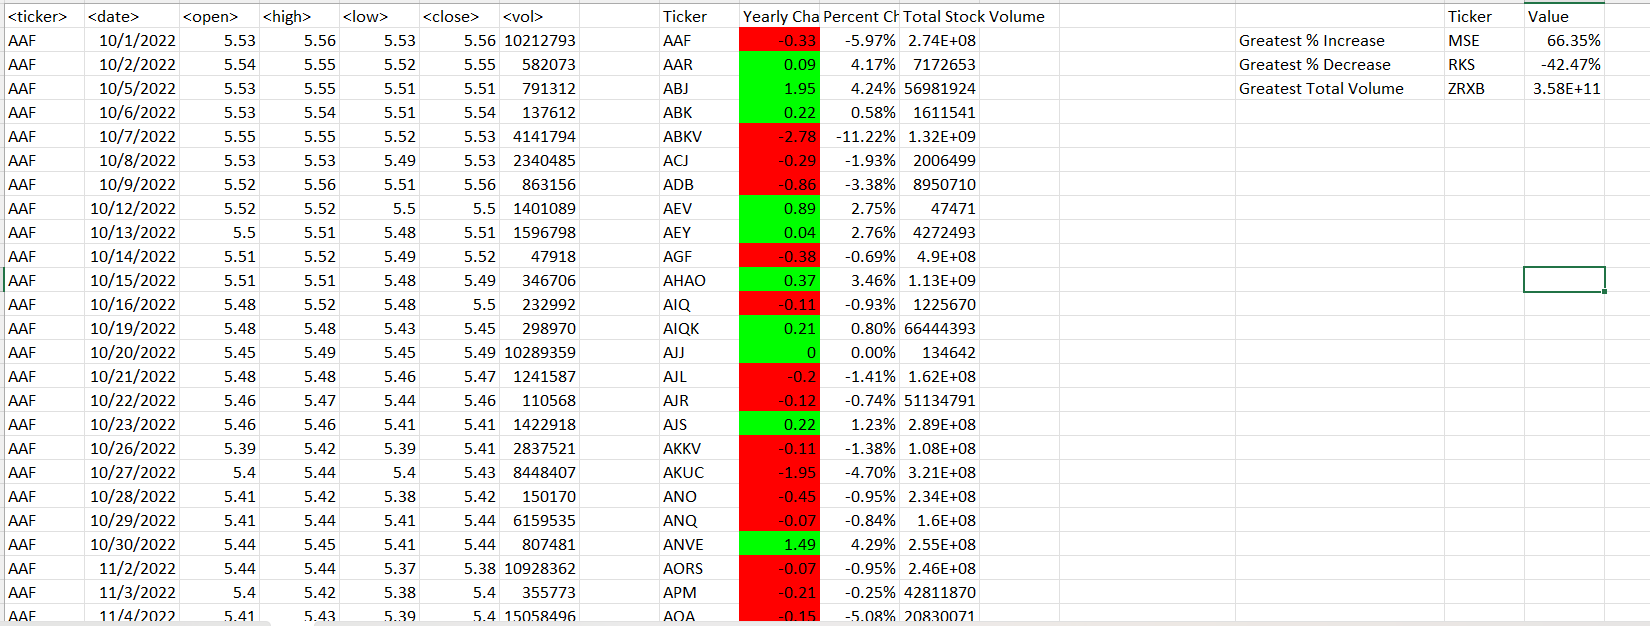 <ticker> <date> <open> <high> <low> <close> <vol> Ticker Yearly Cha Percent Ch Total Stock Volume Ticker Value
AAF 10/1/2022 5.53 5.56 5.53 5.56 10212793 AAF -0.33 -5.97% 2.74E+08 Greatest % Increase MSE 66.35%
AAF 10/2/2022 5.54 5.55 5.52 5.55 582073 AAR 0.09 4.17% 7172653 Greatest % Decrease RKS -42.47%
AAF 10/5/2022 5.53 5.55 5.51 5.51 791312 ABJ 1.95 4.24% 56981924 Greatest Total Volume ZRXB 3.58E+11
AAF 10/6/2022 5.53 5.54 5.51 5.54 137612 ABK 0.22 0.58% 1611541
AAF 10/7/2022 5.55 5.55 5.52 5.53 4141794 ABKV -2.78 -11.22% 1.32E+09
AAF 10/8/2022 5.53 5.53 5.49 5.53 2340485 ACJ -0.29 -1.93% 2006499
AAF 10/9/2022 5.52 5.56 5.51 5.56 863156 ADB -0.86 -3.38% 8950710
AAF 10/12/2022 5.52 5.52 5.5 5.5 1401089 AEV 0.89 2.75% 47471
AAF 10/13/2022 5.5 5.51 5.48 5.51 1596798 AEY 0.04 2.76% 4272493
AAF 10/14/2022 5.51 5.52 5.49 5.52 47918 AGF -0.38 -0.69% 4.9E+08
AAF 10/15/2022 5.51 5.51 5.48 5.49 346706 AHAO 0.37 3.46% 1.13E+09
AAF 10/16/2022 5.48 5.52 5.48 5.5 232992 AIQ -0.11 -0.93% 1225670
AAF 10/19/2022 5.48 5.48 5.43 5.45 298970 AIQK 0.21 0.80% 66444393
AAF 10/20/2022 5.45 5.49 5.45 5.49 10289359 AJJ 0 0.00% 134642
AAF 10/21/2022 5.48 5.48 5.46 5.47 1241587 AJL -0.2 -1.41% 1.62E+08
AAF 10/22/2022 5.46 5.47 5.44 5.46 110568 AJR -0.12 -0.74% 51134791
AAF 10/23/2022 5.46 5.46 5.41 5.41 1422918 AJS 0.22 1.23% 2.89E+08
AAF 10/26/2022 5.39 5.42 5.39 5.41 2837521 AKKV -0.11 -1.38% 1.08E+08
AAF 10/27/2022 5.4 5.44 5.4 5.43 8448407 AKUC -1.95 -4.70% 3.21E+08
AAF 10/28/2022 5.41 5.42 5.38 5.42 150170 ANO -0.45 -0.95% 2.34E+08
AAF 10/29/2022 5.41 5.44 5.41 5.44 6159535 ANQ -0.07 -0.84% 1.6E+08
AAF 10/30/2022 5.44 5.45 5.41 5.44 807481 ANVE 1.49 4.29% 2.55E+08
AAF 11/2/2022 5.44 5.44 5.37 5.38 10928362 AORS -0.07 -0.95% 2.46E+08
AAF 11/3/2022 5.4 5.42 5.38 5.4 355773 APM -0.21 -0.25% 42811870
AAF 11/4/2022 5.41 5.43 5.39 5.4 15058496 AQA -0.15 -5.08% 20830071